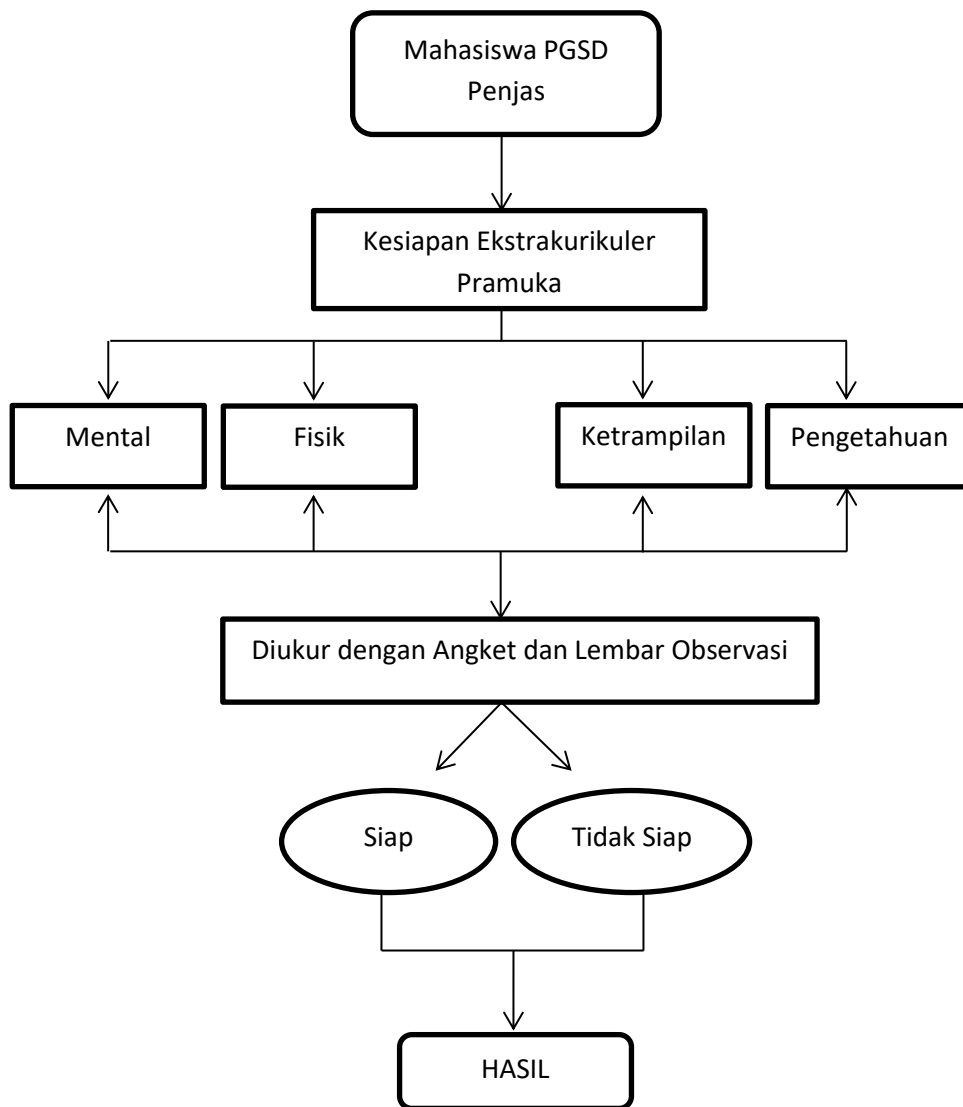 Mahasiswa PGSD
Penjas
Kesiapan Ekstrakurikuler
Pramuka
Mental
Fisik
Ketrampilan
Pengetahuan
Diukur dengan Angket dan Lembar Observasi
Siap
Tidak Siap
HASIL